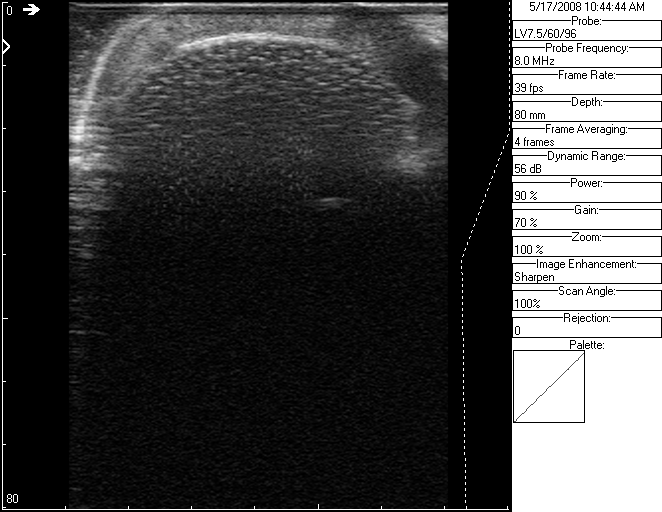 0
5/17/2008 10:44:44 AM
Probe:
LV7.5/60/96
Probe Frequency:
8.0 MHz
Frame Rate:
39 fps
Depth:
80 mm
Frame Averaging:
4 frames
Dynamic Range:
56 dB
Power:
90 %
Gain:
70 %
Zoom:
100 %
Image Enhancement:
Sharpen
Scan Angle:
100%
Rejection:
0
Palette:
80